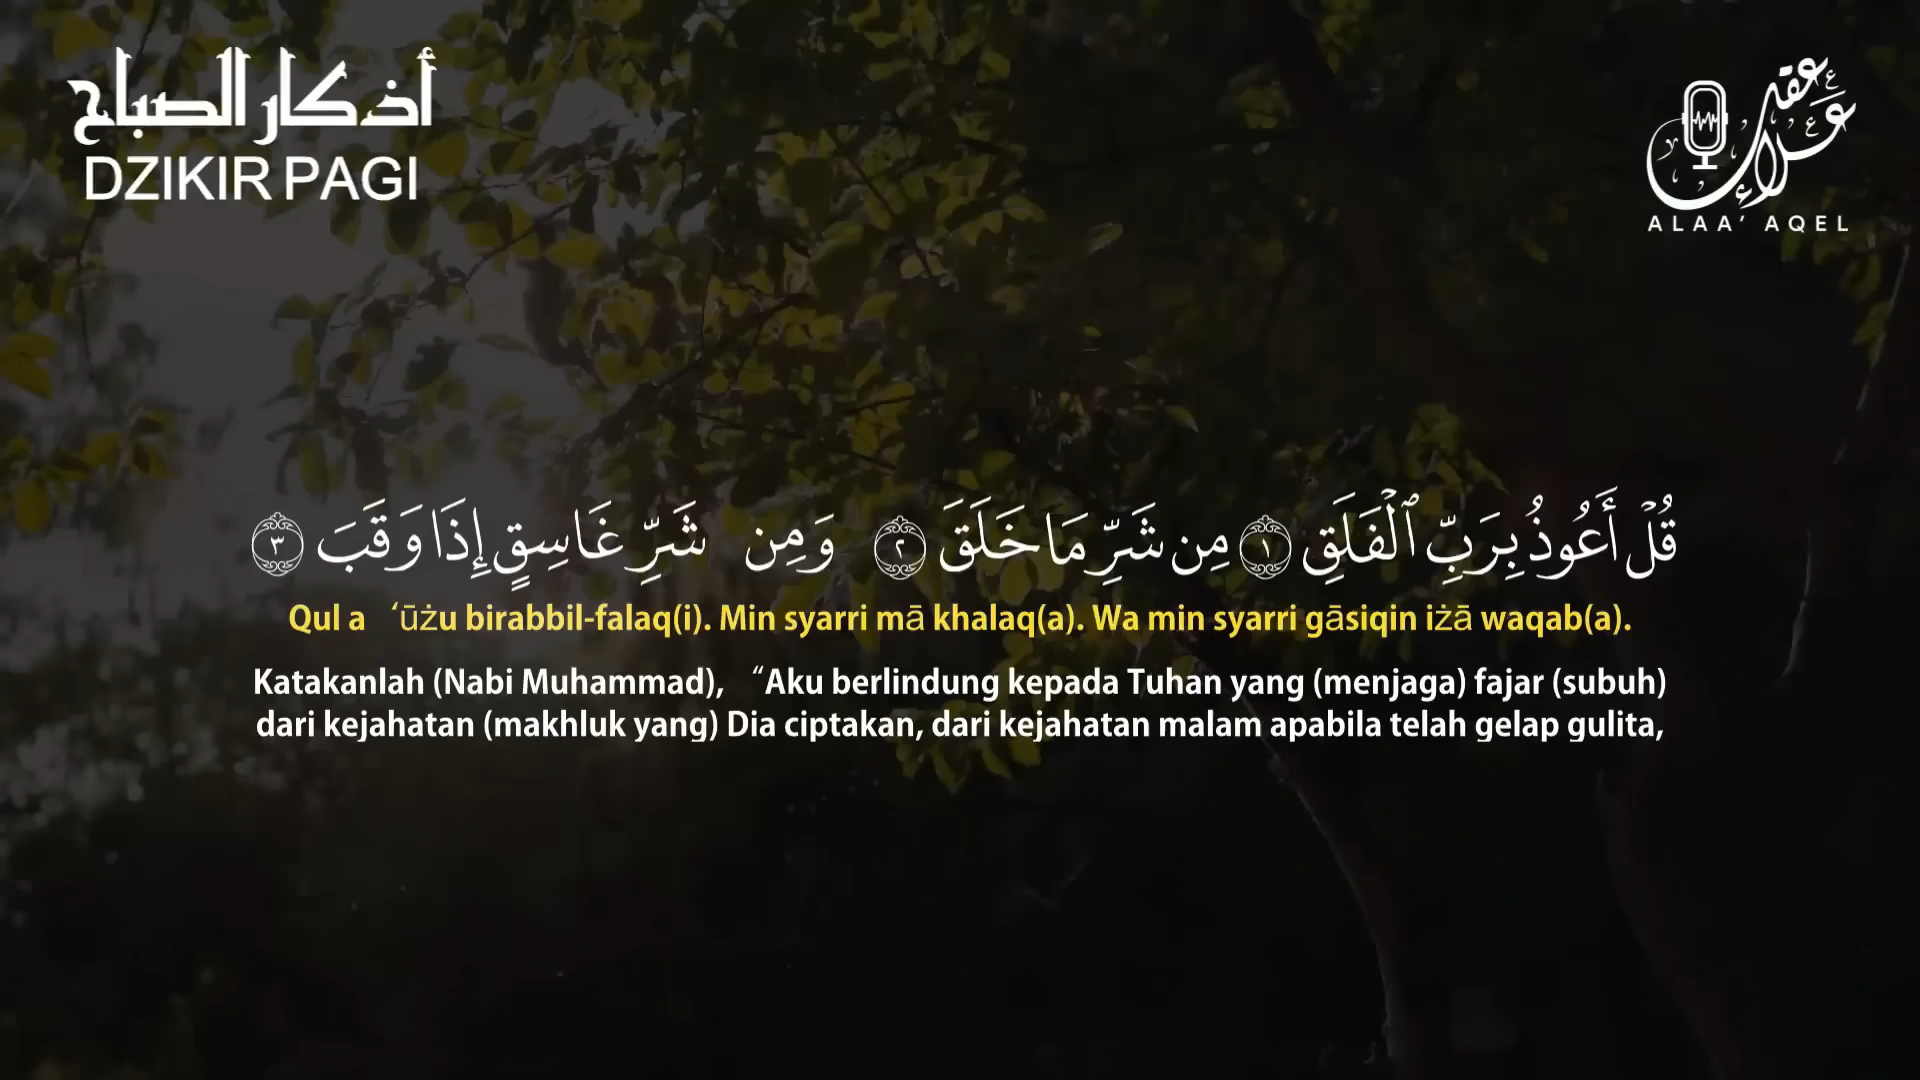 أذكار الصباح
DZIKIR PAGI
علاء عقل
ALAA' AQEL
قُلۡ أَعُوذُ بِرَبِّ ٱلۡفَلَقِ ١ مِن شَرِّ مَا خَلَقَ ٢ وَمِن شَرِّ غَاسِقٍ إِذَا وَقَبَ ٣
Qul a ‘ūżu birabbil-falaq(i). Min syarri mā khalaq(a). Wa min syarri gāsiqin iżā waqab(a).
Katakanlah (Nabi Muhammad), “Aku berlindung kepada Tuhan yang (menjaga) fajar (subuh)
dari kejahatan (makhluk yang) Dia ciptakan, dari kejahatan malam apabila telah gelap gulita,